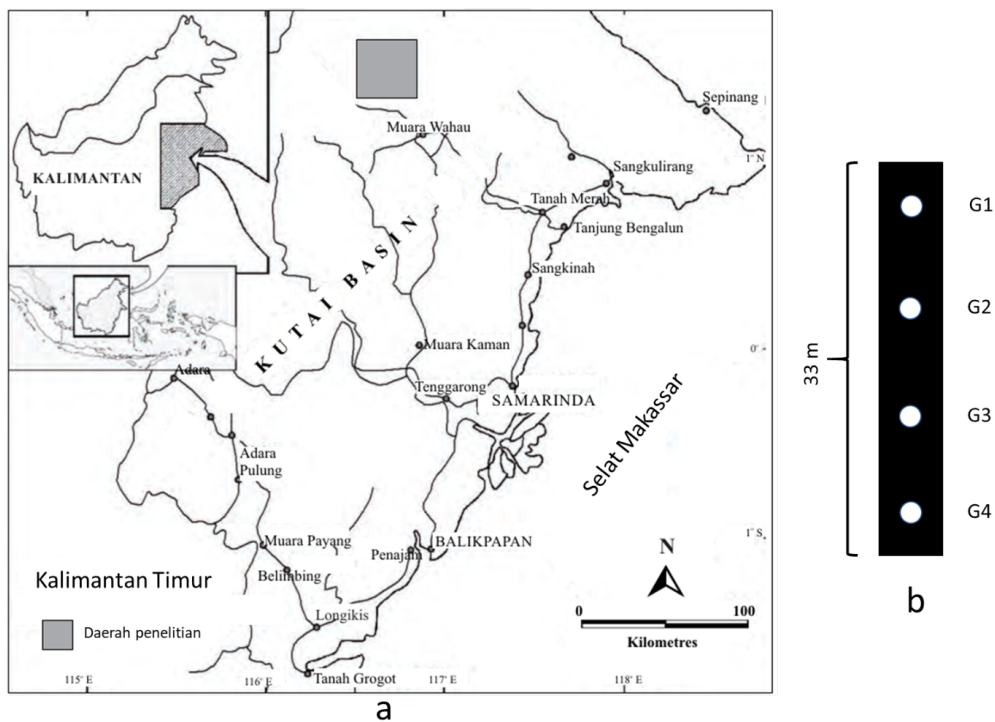 Sepinang
Muara Wahau
1° N
Sangkulirang
KALIMANTAN
Tanah Merah
Tanjung Bengalun
KUTAI BASIN
Sangkinah
Muara Kaman
0°
Adara
Tenggarong
SAMARINDA
Selat Makassar
Adara
Pulung
1° S
Muara Payang
Penajam
BALIKPAPAN
N
Belimbing
Kalimantan Timur
0 100
Kilometres
Longikis
Daerah penelitian
Tanah Grogot
115°E
116°E
117°E
118°E
a
33 m
G1
G2
G3
G4
b